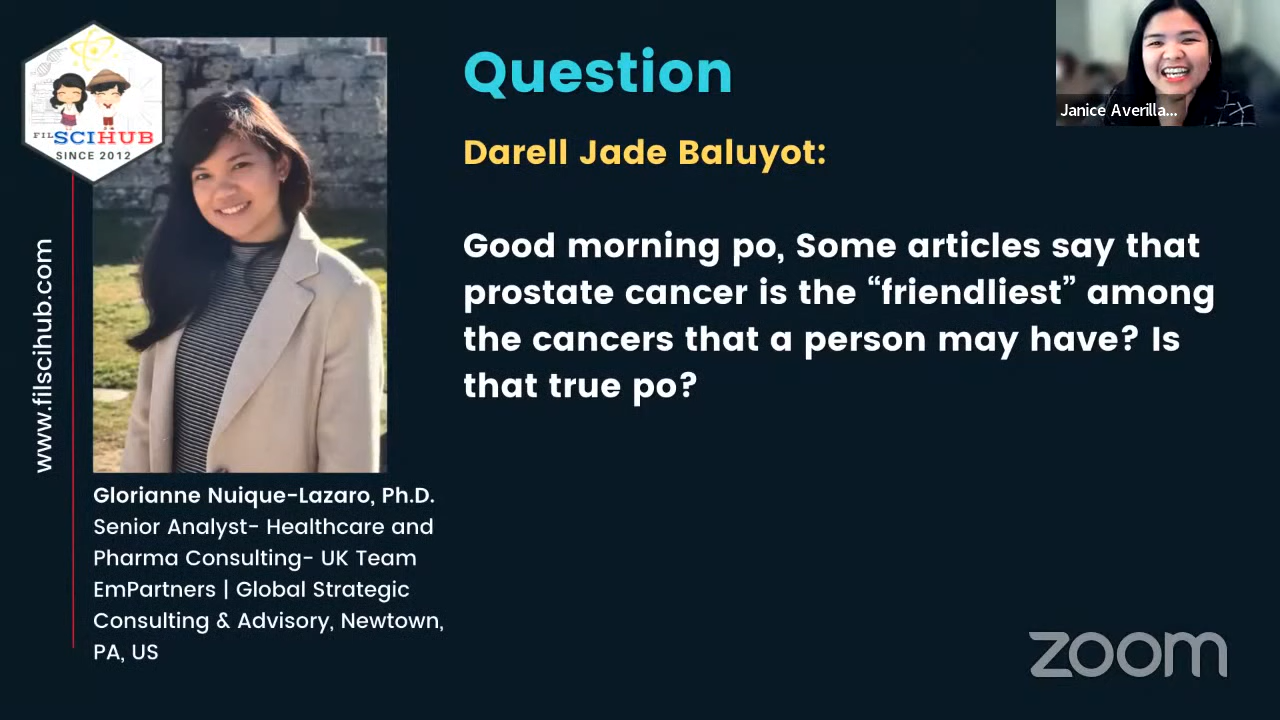 FIL SCIHUB
SINCE 2012
www.filscihub.com
Question
Darell Jade Baluyot:
Good morning po, Some articles say that
prostate cancer is the “friendliest” among
the cancers that a person may have? Is
that true po?
Glorianne Nuique-Lazaro, Ph.D.
Senior Analyst- Healthcare and
Pharma Consulting- UK Team
EmPartners | Global Strategic
Consulting & Advisory, Newtown,
PA, US
Janice Averilla...
zoom